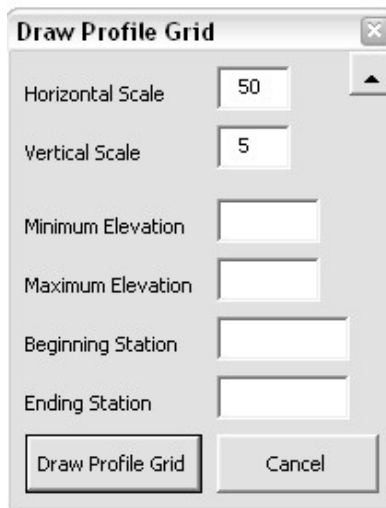 Draw Profile Grid
Horizontal Scale 50
Vertical Scale 5
Minimum Elevation
Maximum Elevation
Beginning Station
Ending Station
Draw Profile Grid Cancel